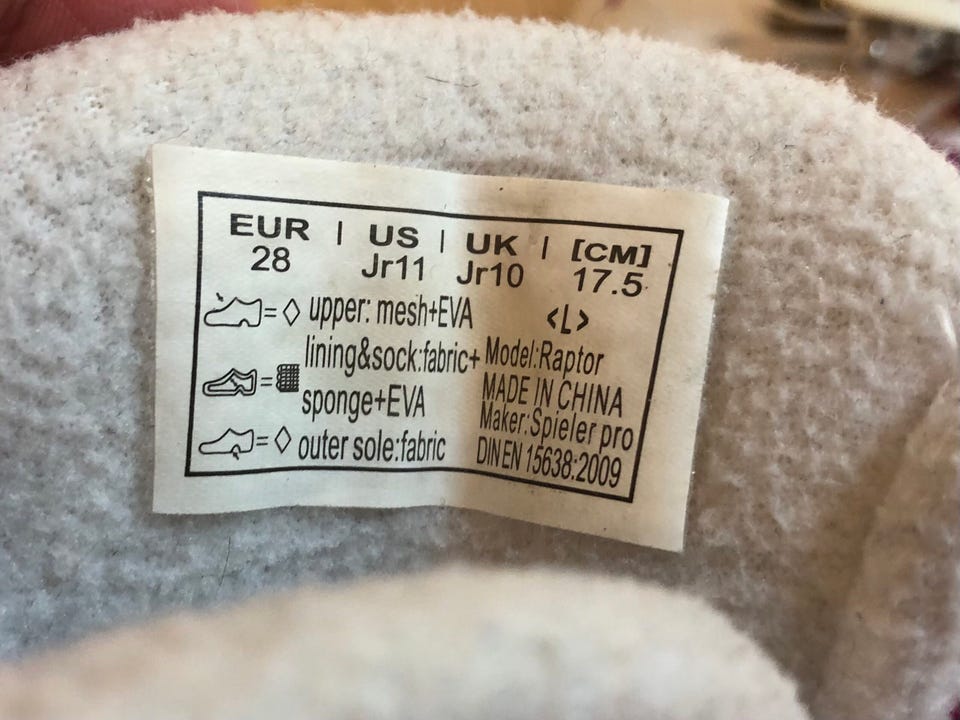 EUR | US | UK | [CM]
28 Jr11 Jr10 17.5
= ◇ upper: mesh+EVA <L>
= lining&sock:fabric+ Model:Raptor
sponge+EVA MADE IN CHINA
Maker:Spieler pro
= ◇ outer sole:fabric DIN EN 15638:2009